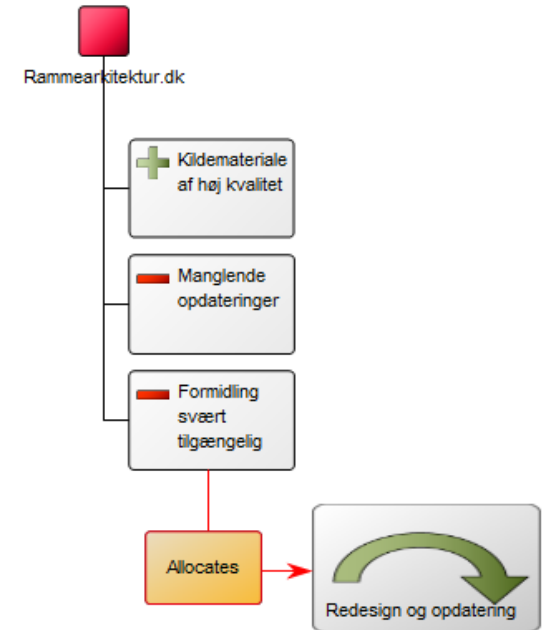 Rammearkitektur.dk
Kildemateriale
af høj kvalitet
Manglende
opdateringer
Formidling
svært
tilgængelig
Allocates
Redesign og opdatering